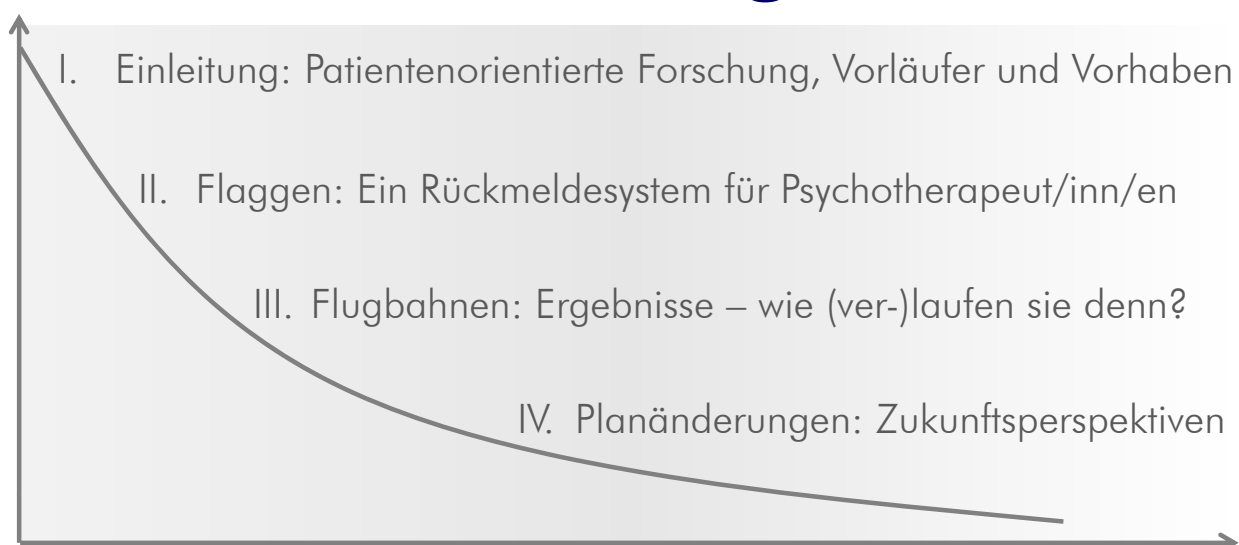 I. Einleitung: Patientenorientierte Forschung, Vorläufer und Vorhaben
II. Flaggen: Ein Rückmeldesystem für Psychotherapeut/inn/en
III. Flugbahnen: Ergebnisse – wie (ver-)laufen sie denn?
IV. Planänderungen: Zukunftsperspektiven